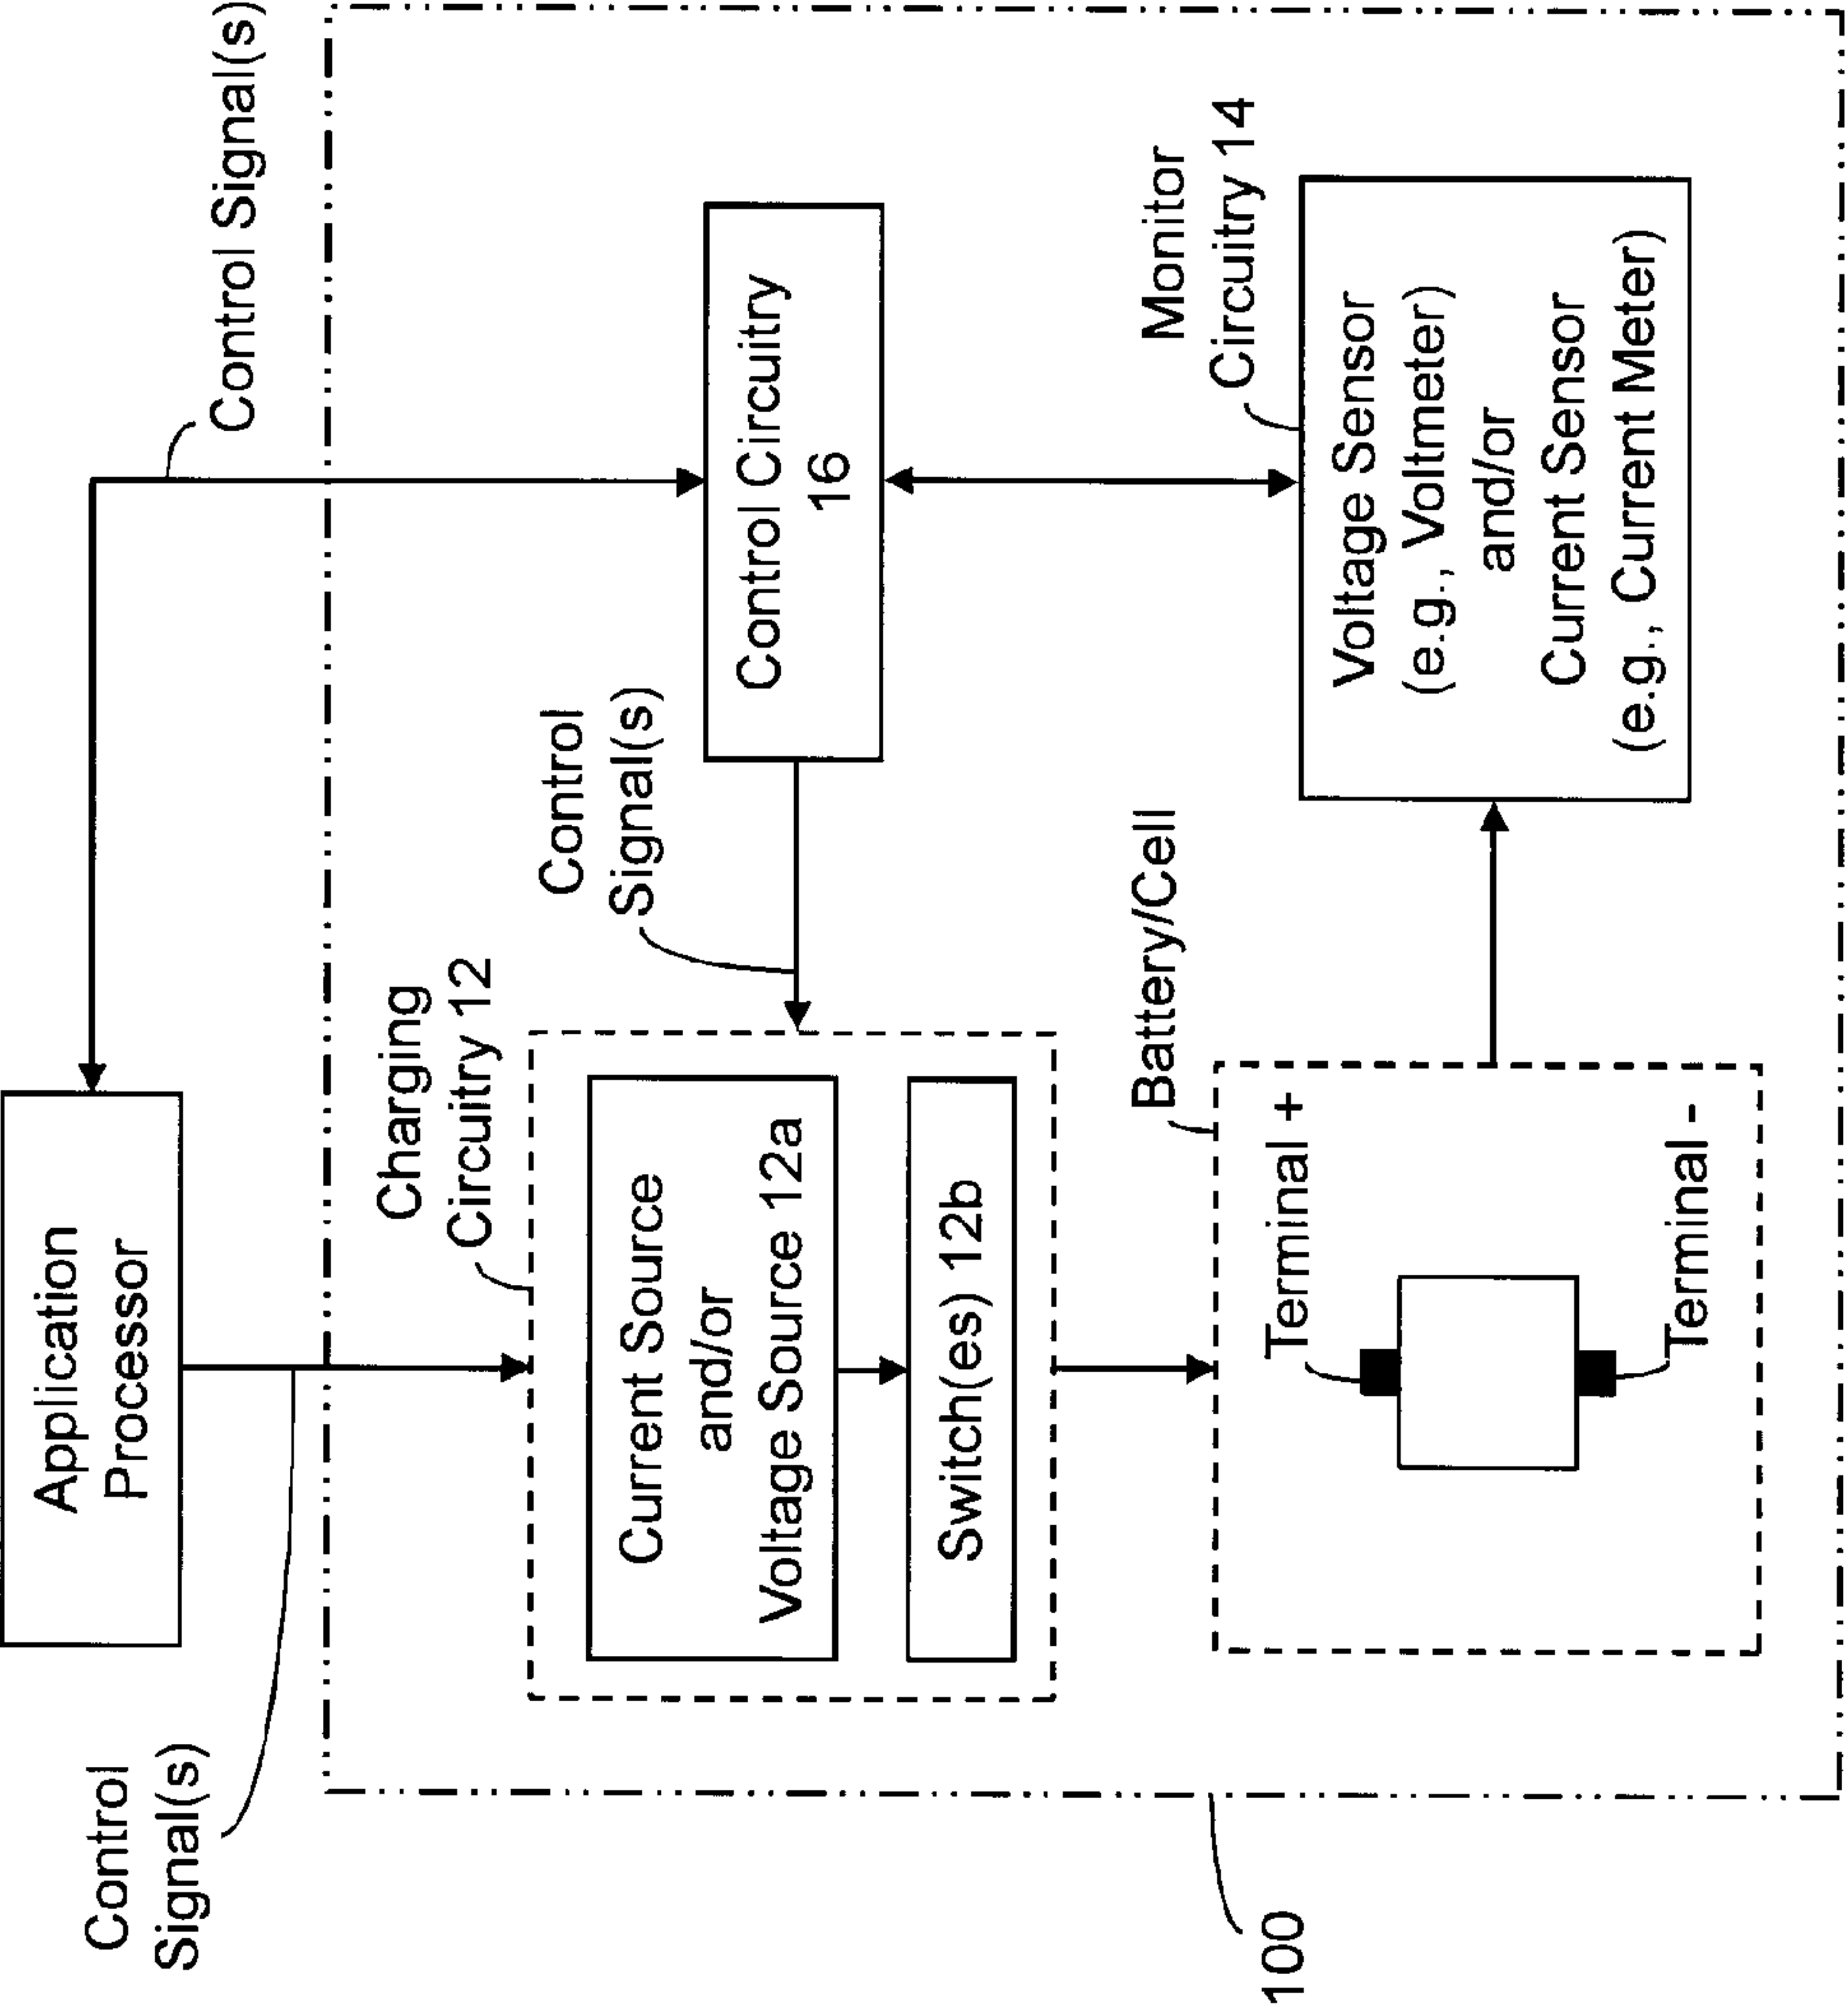 Control
Signal(s)
Application
Processor
Control Signal(s)
Charging
Circuitry 12
Current Source
and/or
Voltage Source 12a
Switch(es) 12b
Control
Signal(s)
Control Circuitry
16
100
Battery/Cell
Terminal +
Terminal -
Monitor
Circuitry 14
Voltage Sensor
(e.g., Voltmeter)
and/or
Current Sensor
(e.g., Current Meter)